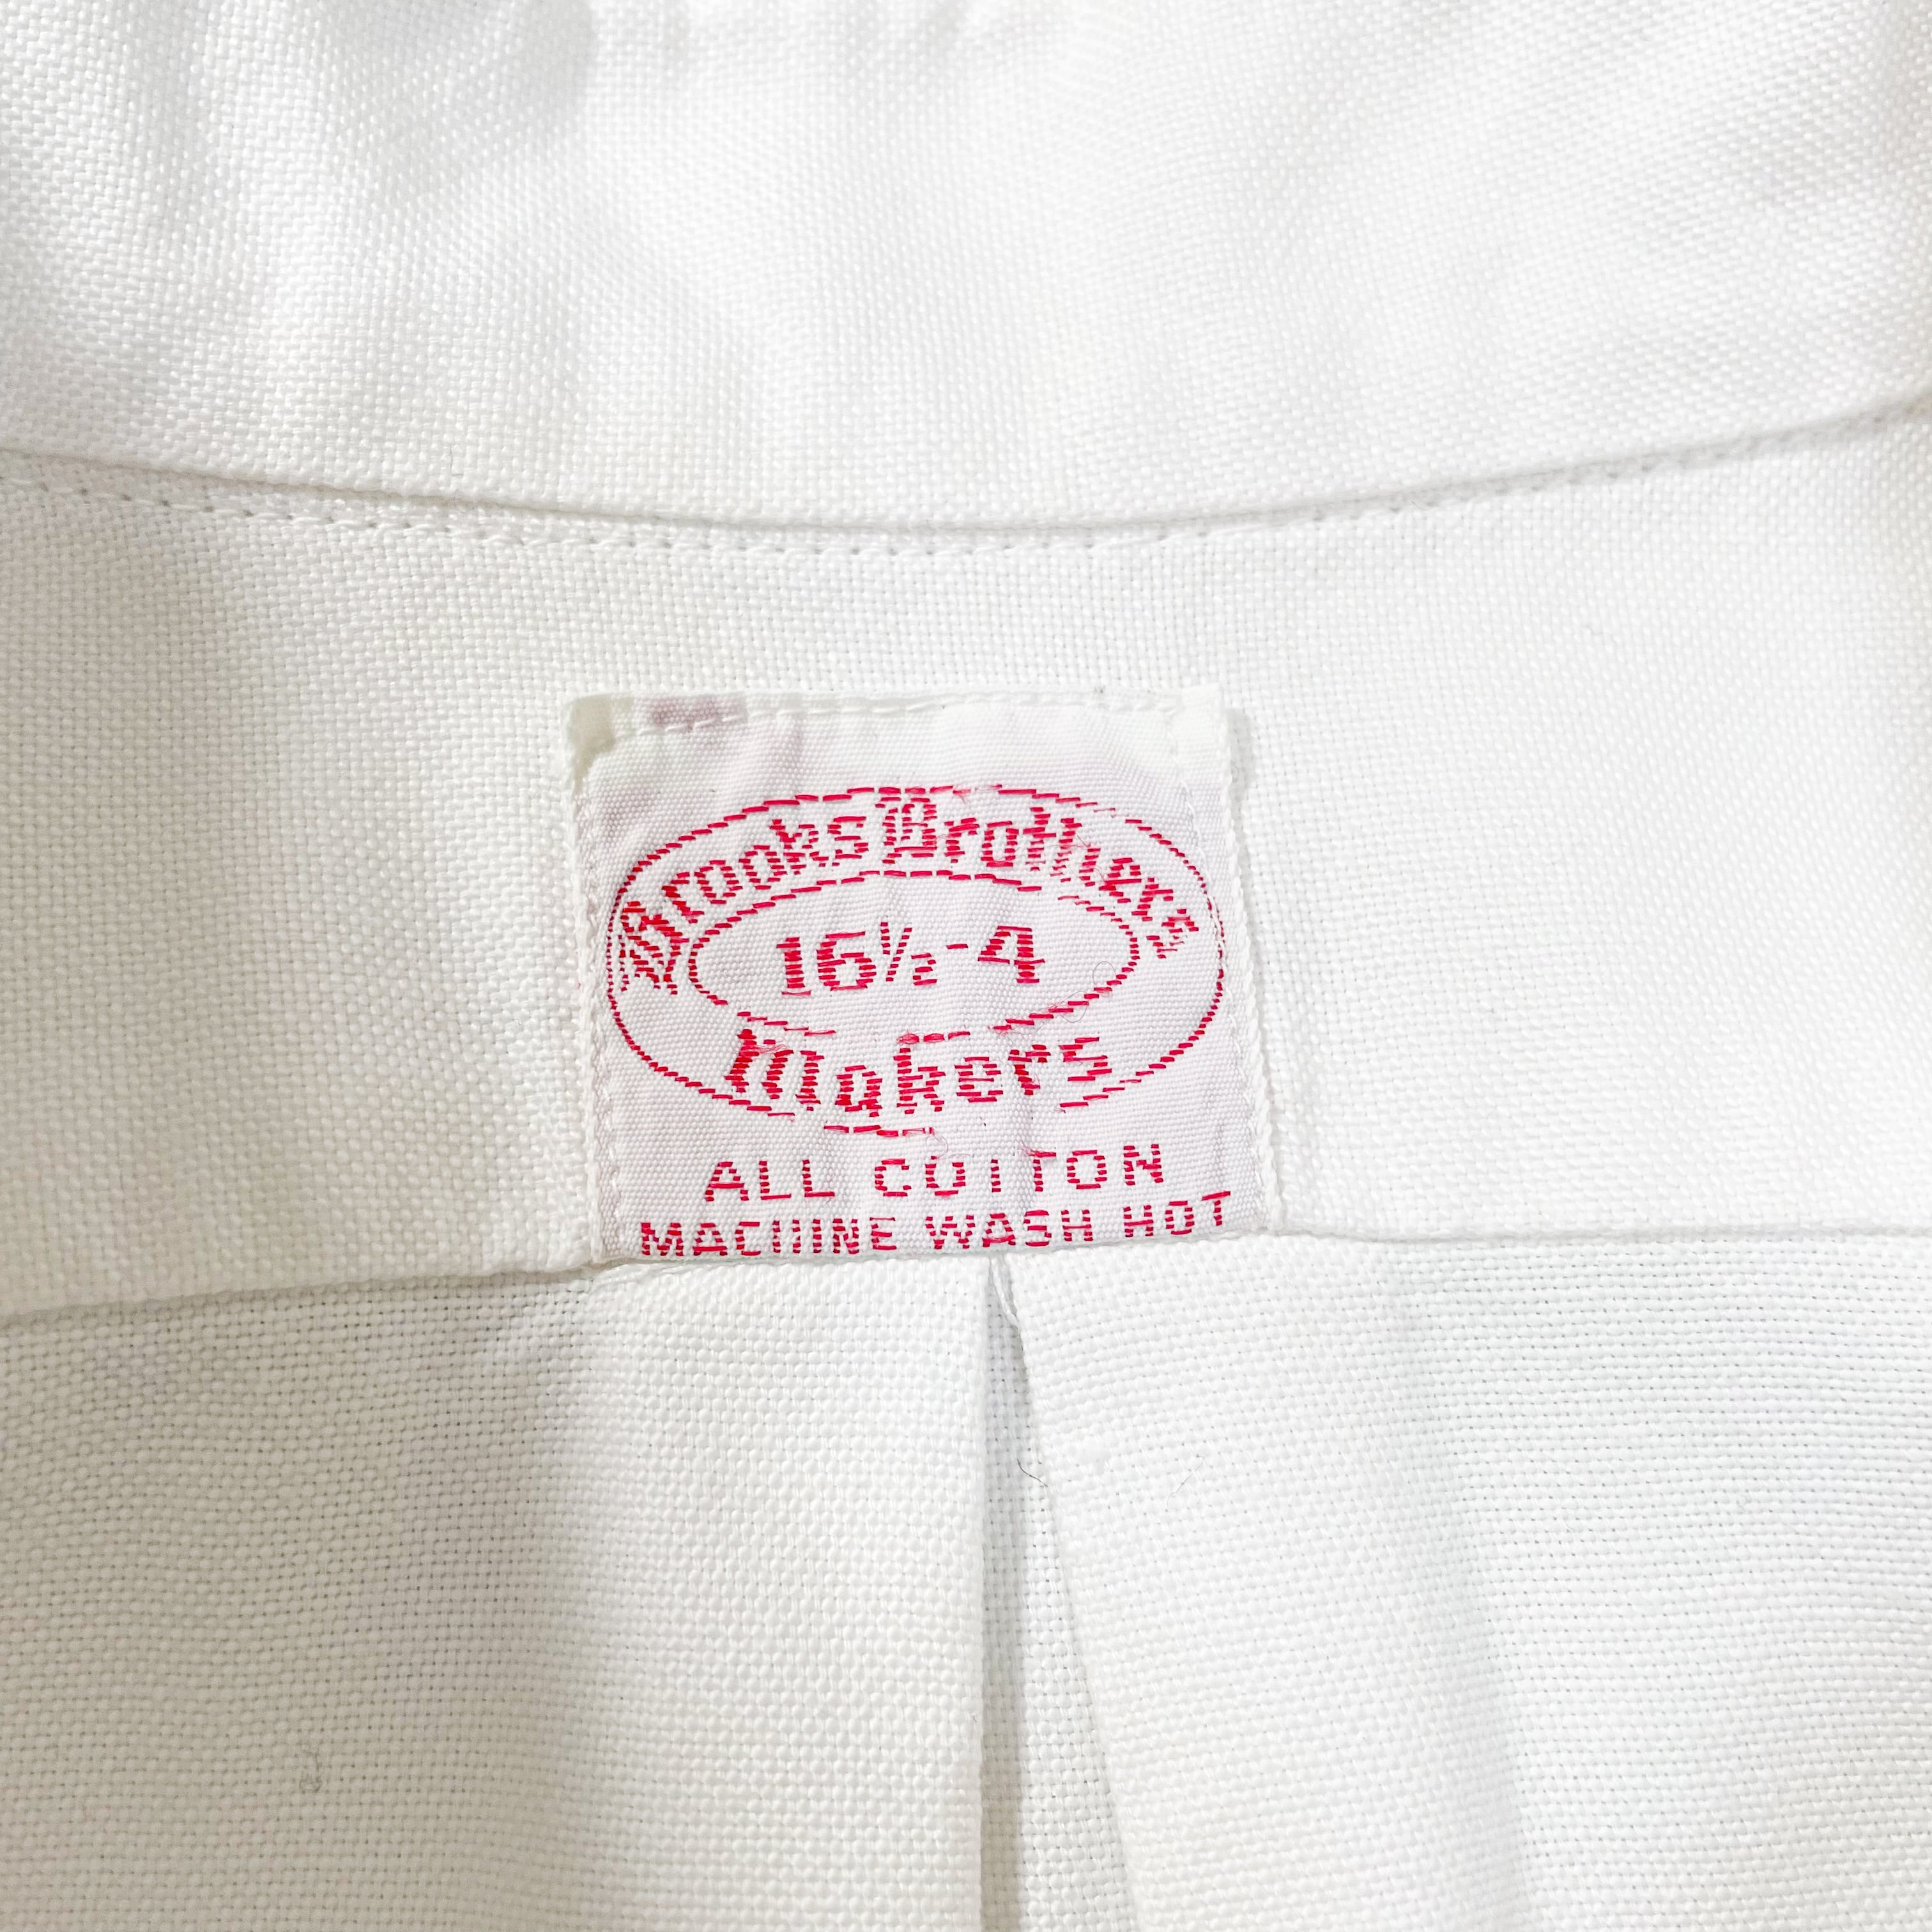 Brooks Brothers
16½-4
Makers
ALL COTTON
MACHINE WASH HOT